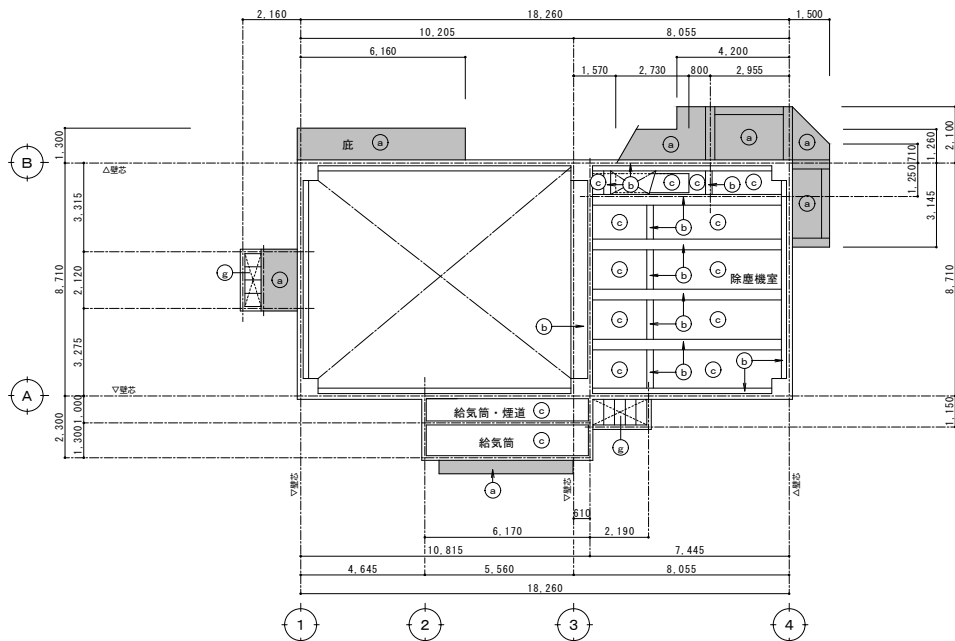 2,160
18,260
1,500
10,205
8,055
6,160
4,200
1,570
2,730
800
2,955
1,300
3,315
8,710
2,120
3,275
1,000
2,300
1,300
2,100
1,260
710
1,250
3,145
8,710
1,150
B
A
△壁芯
▽壁芯
庇 a
a
a
a
a
a
g
c
b
c
c
b
c
c
b
c
c
b
c
除塵機室
b
c
b
c
c
b
c
b
給気筒・煙道 c
給気筒 c
g
a
▽壁芯
▽壁芯
△壁芯
610
6,170
2,190
10,815
7,445
4,645
5,560
8,055
18,260
1
2
3
4